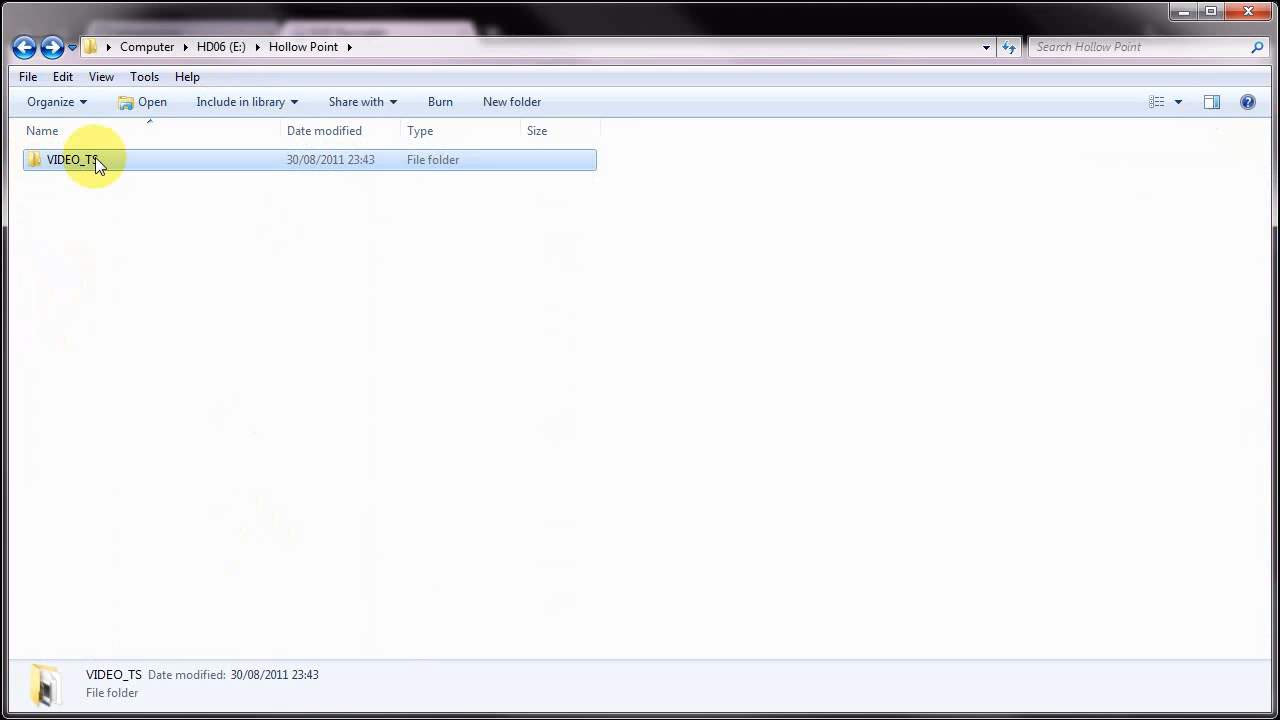 Computer HD06 (E:) Hollow Point Search Hollow Point
File Edit View Tools Help
Organize Open Include in library Share with Burn New folder
Name Date modified Type Size
VIDEO_TS 30/08/2011 23:43 File folder
VIDEO_TS Date modified: 30/08/2011 23:43
File folder